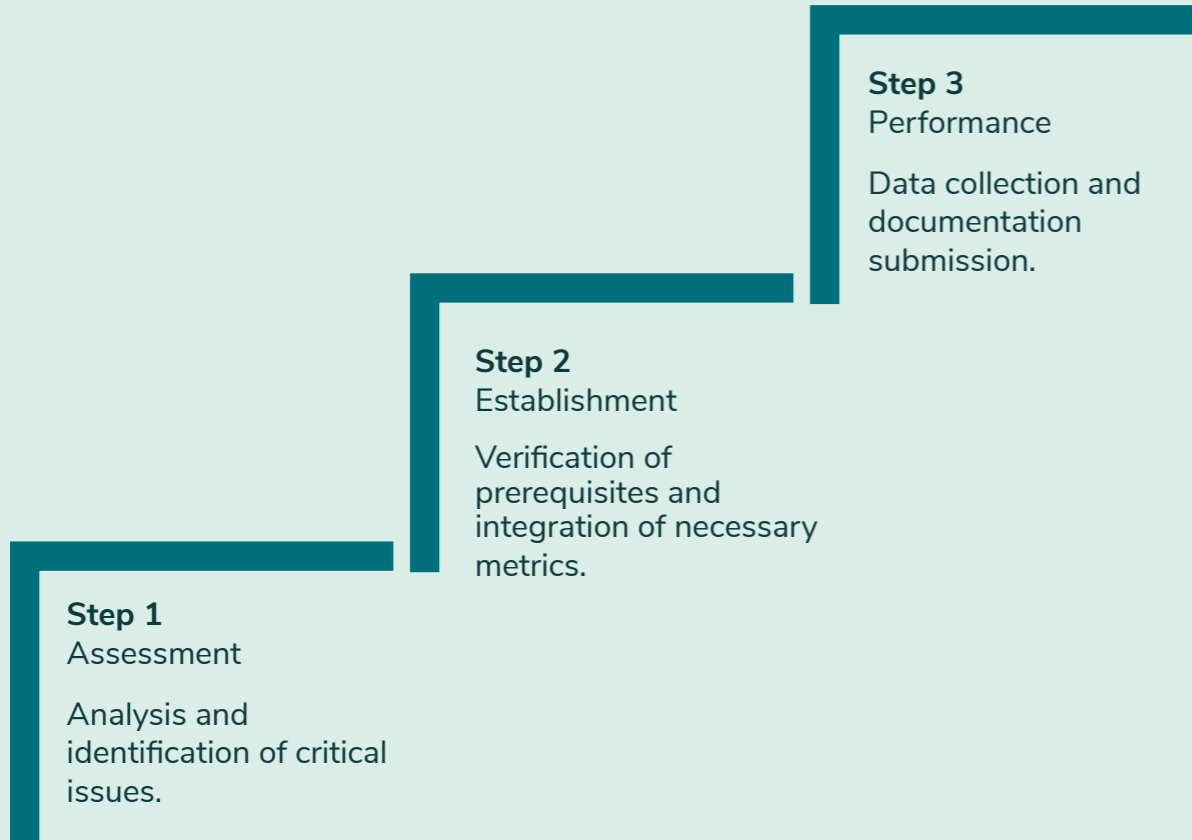 Step 1
Assessment
Analysis and
identification of critical
issues.
Step 2
Establishment
Verification of
prerequisites and
integration of necessary
metrics.
Step 3
Performance
Data collection and
documentation
submission.